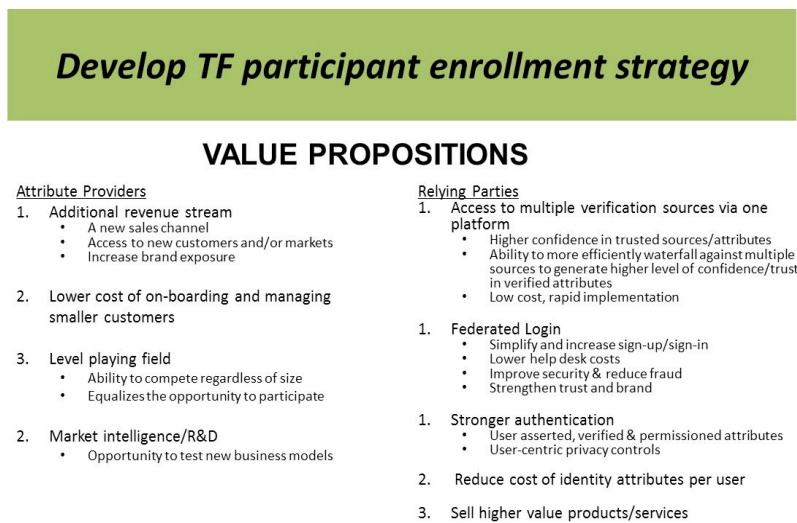 Develop TF participant enrollment strategy
VALUE PROPOSITIONS
Attribute Providers
1. Additional revenue stream
• A new sales channel
• Access to new customers and/or markets
• Increase brand exposure
2. Lower cost of on-boarding and managing
smaller customers
3. Level playing field
• Ability to compete regardless of size
• Equalizes the opportunity to participate
2. Market intelligence/R&D
• Opportunity to test new business models
Relying Parties
1. Access to multiple verification sources via one
platform
• Higher confidence in trusted sources/attributes
• Ability to more efficiently waterfall against multiple
sources to generate higher level of confidence/trust
in verified attributes
• Low cost, rapid implementation
1. Federated Login
• Simplify and increase sign-up/sign-in
• Lower help desk costs
• Improve security & reduce fraud
• Strengthen trust and brand
1. Stronger authentication
• User asserted, verified & permissioned attributes
• User-centric privacy controls
2. Reduce cost of identity attributes per user
3. Sell higher value products/services